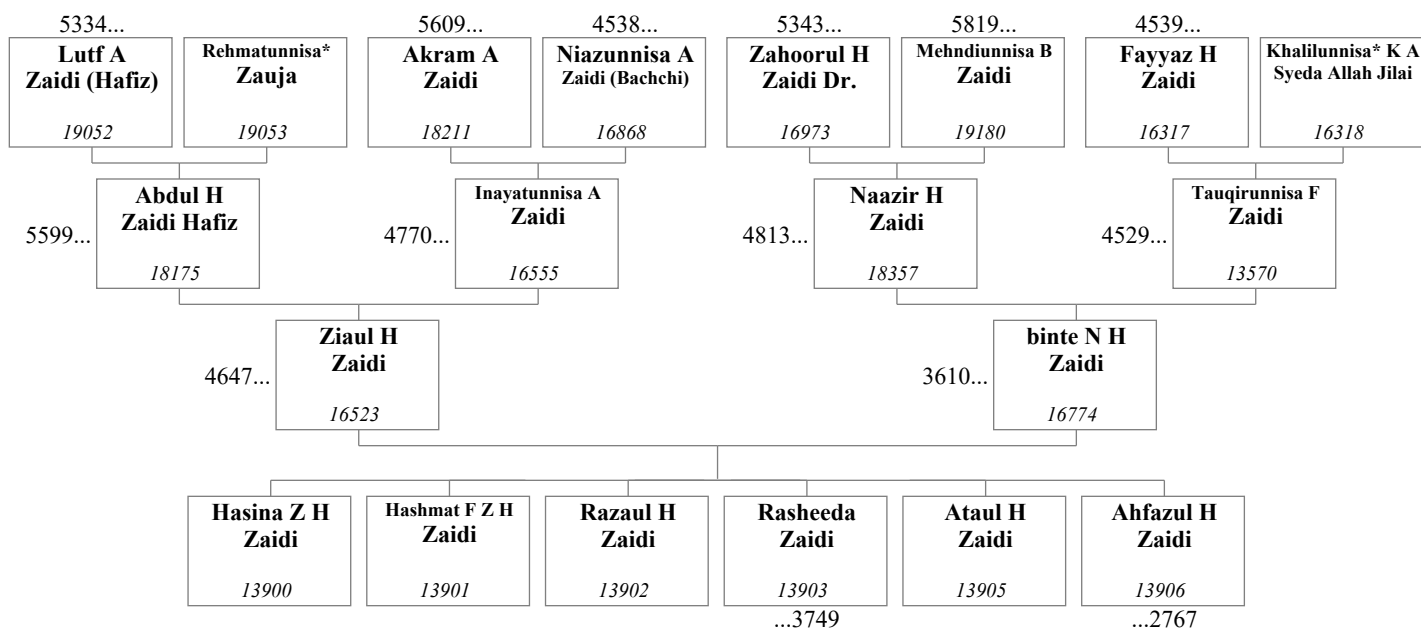 5334...
5609...
4538...
5343...
5819...
4539...
Lutf A
Zaidi (Hafiz)
19052
Rehmatunnisa*
Zauja
19053
Akram A
Zaidi
18211
Niazunnisa A
Zaidi (Bachchi)
16868
Zahoorul H
Zaidi Dr.
16973
Mehndiunnisa B
Zaidi
19180
Fayyaz H
Zaidi
16317
Khalilunnisa* K A
Syeda Allah Jilai
16318
5599...
Abdul H
Zaidi Hafiz
18175
4770...
Inayatunnisa A
Zaidi
16555
4813...
Naazir H
Zaidi
18357
4529...
Tauqirunnisa F
Zaidi
13570
4647...
Ziaul H
Zaidi
16523
3610...
binte N H
Zaidi
16774
Hasina Z H
Zaidi
13900
Hashmat F Z H
Zaidi
13901
Razaul H
Zaidi
13902
Rasheeda
Zaidi
13903
...3749
Ataul H
Zaidi
13905
Ahfazul H
Zaidi
13906
...2767